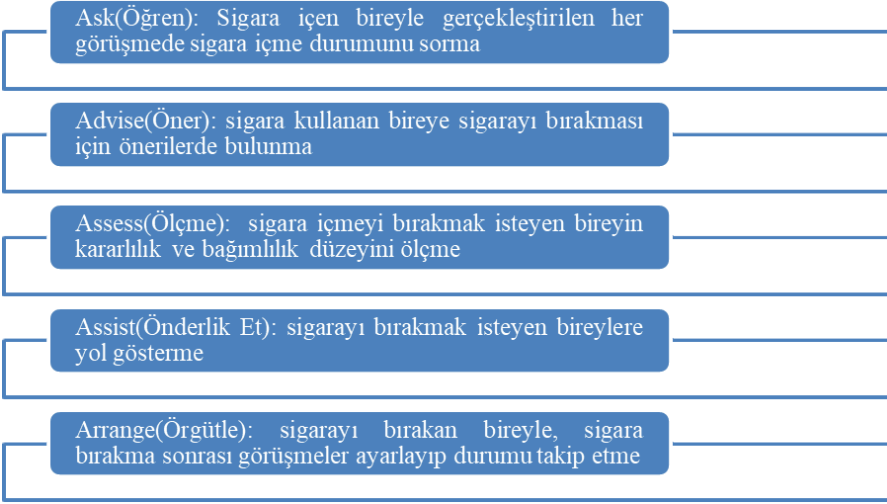 Ask(Öğren): Sigara içen bireyle gerçekleştirilen her
görüşmede sigara içme durumunu sorma
Advise(Öner): sigara kullanan bireye sigarayı bırakması
için önerilerde bulunma
Assess(Ölçme): sigara içmeyi bırakmak isteyen bireyin
kararlılık ve bağımlılık düzeyini ölçme
Assist(Önderlik Et): sigarayı bırakmak isteyen bireylere
yol gösterme
Arrange(Örgütle): sigarayı bırakan bireyle, sigara
bırakma sonrası görüşmeler ayarlayıp durumu takip etme